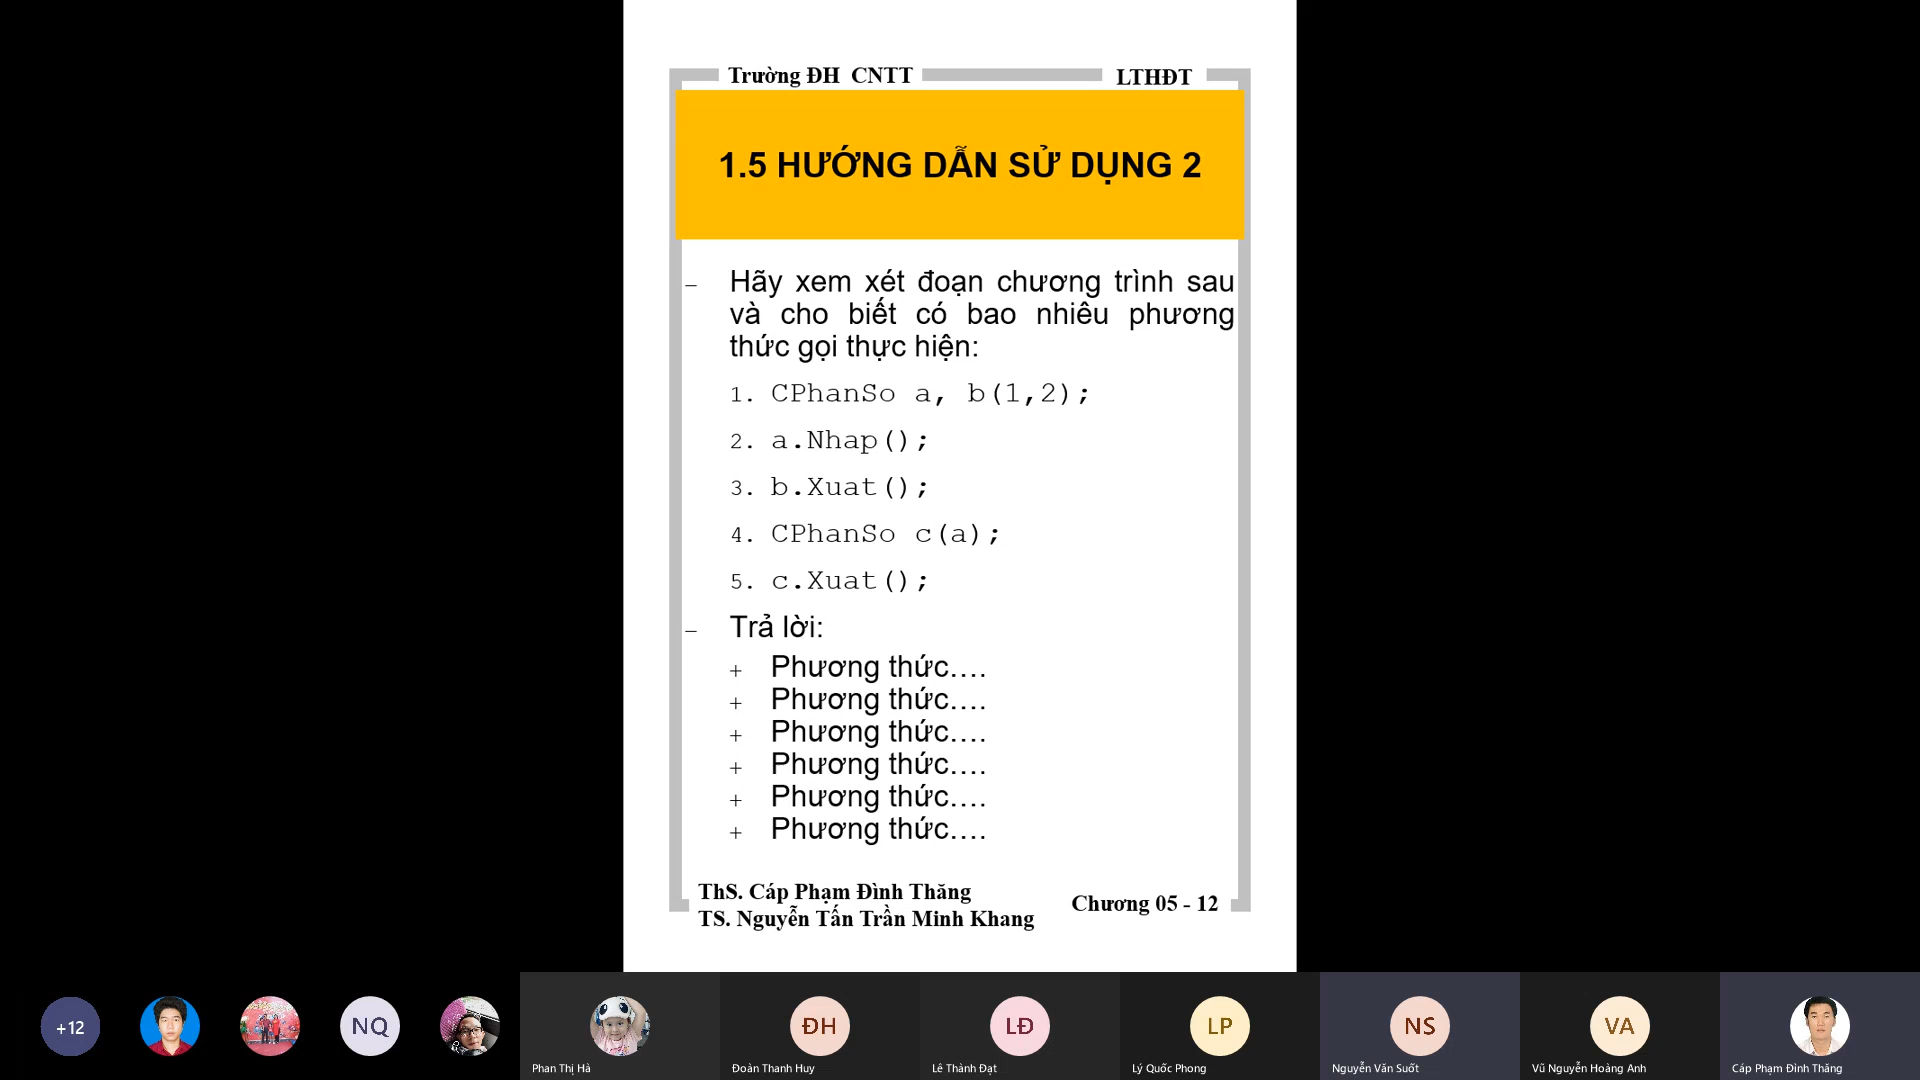 Trường ĐH CNTT
LTHĐT
1.5 HƯỚNG DẪN SỬ DỤNG 2
– Hãy xem xét đoạn chương trình sau
và cho biết có bao nhiêu phương
thức gọi thực hiện:
1. CPhanSo a, b(1,2);
2. a.Nhap();
3. b.Xuat();
4. CPhanSo c(a);
5. c.Xuat();
– Trả lời:
+ Phương thức….
+ Phương thức….
+ Phương thức….
+ Phương thức….
+ Phương thức….
+ Phương thức….
ThS. Cáp Phạm Đình Thăng
TS. Nguyễn Tấn Trần Minh Khang
Chương 05 - 12
+12
NQ
ĐH
LĐ
LP
NS
VA
Phan Thị Hà
Đoàn Thanh Huy
Lê Thành Đạt
Lý Quốc Phong
Nguyễn Văn Suốt
Vũ Nguyễn Hoàng Anh
Cáp Phạm Đình Thăng